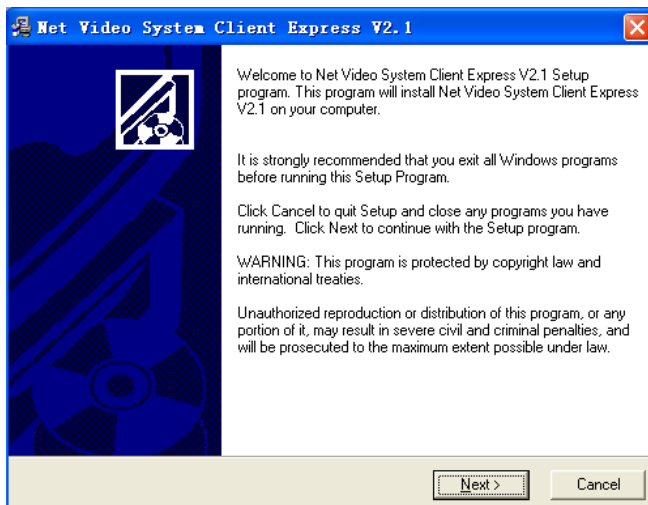 Net Video System Client Express V2.1
Welcome to Net Video System Client Express V2.1 Setup
program. This program will install Net Video System Client Express
V2.1 on your computer.
It is strongly recommended that you exit all Windows programs
before running this Setup Program.
Click Cancel to quit Setup and close any programs you have
running.  Click Next to continue with the Setup program.
WARNING: This program is protected by copyright law and
international treaties.
Unauthorized reproduction or distribution of this program, or any
portion of it, may result in severe civil and criminal penalties, and
will be prosecuted to the maximum extent possible under law.
Next >
Cancel